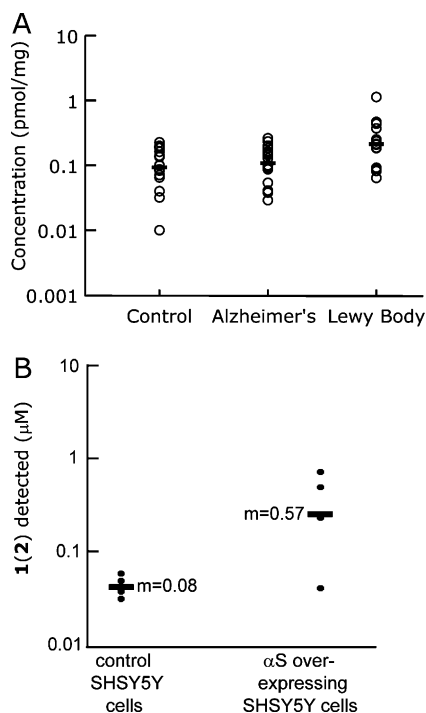 A
Concentration (pmol/mg)
10
1
0.1
0.01
0.001
Control
Alzheimer's
Lewy Body
B
1(2) detected (μM)
10
1
0.1
0.01
m=0.08
m=0.57
control
SHSY5Y
cells
αS over-
expressing
SHSY5Y cells